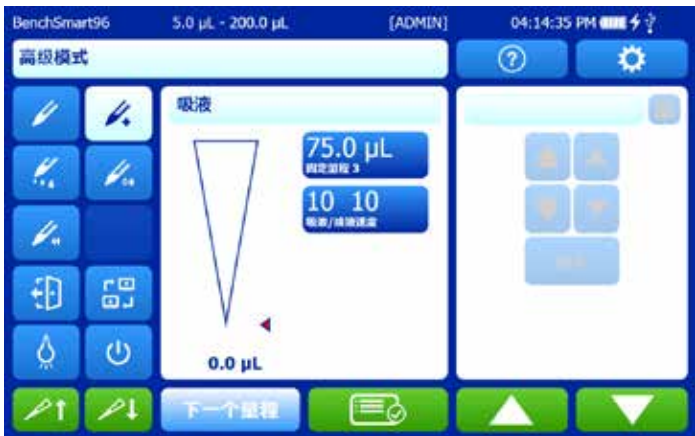 BenchSmart96 5.0 µL - 200.0 µL [ADMIN] 04:14:35 PM
高级模式
吸液
75.0 µL
固定量程 3
10 10
吸液/排液速度
0.0 µL
下一个量程